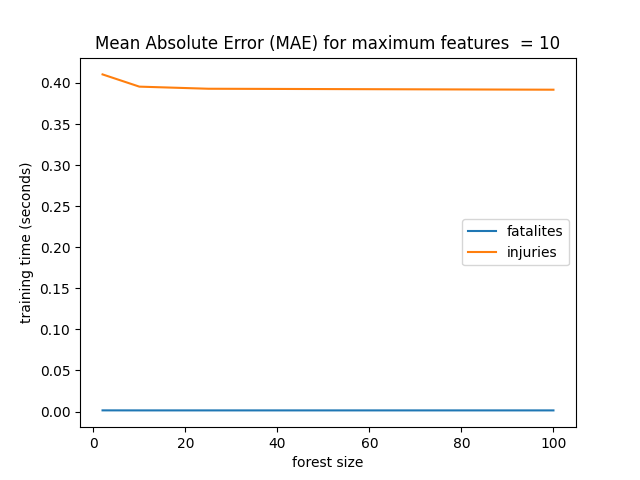 Mean Absolute Error (MAE) for maximum features  = 10
0.40
0.35
0.30
0.25
0.20
0.15
0.10
0.05
0.00
training time (seconds)
fatalites
injuries
0 20 40 60 80 100
forest size